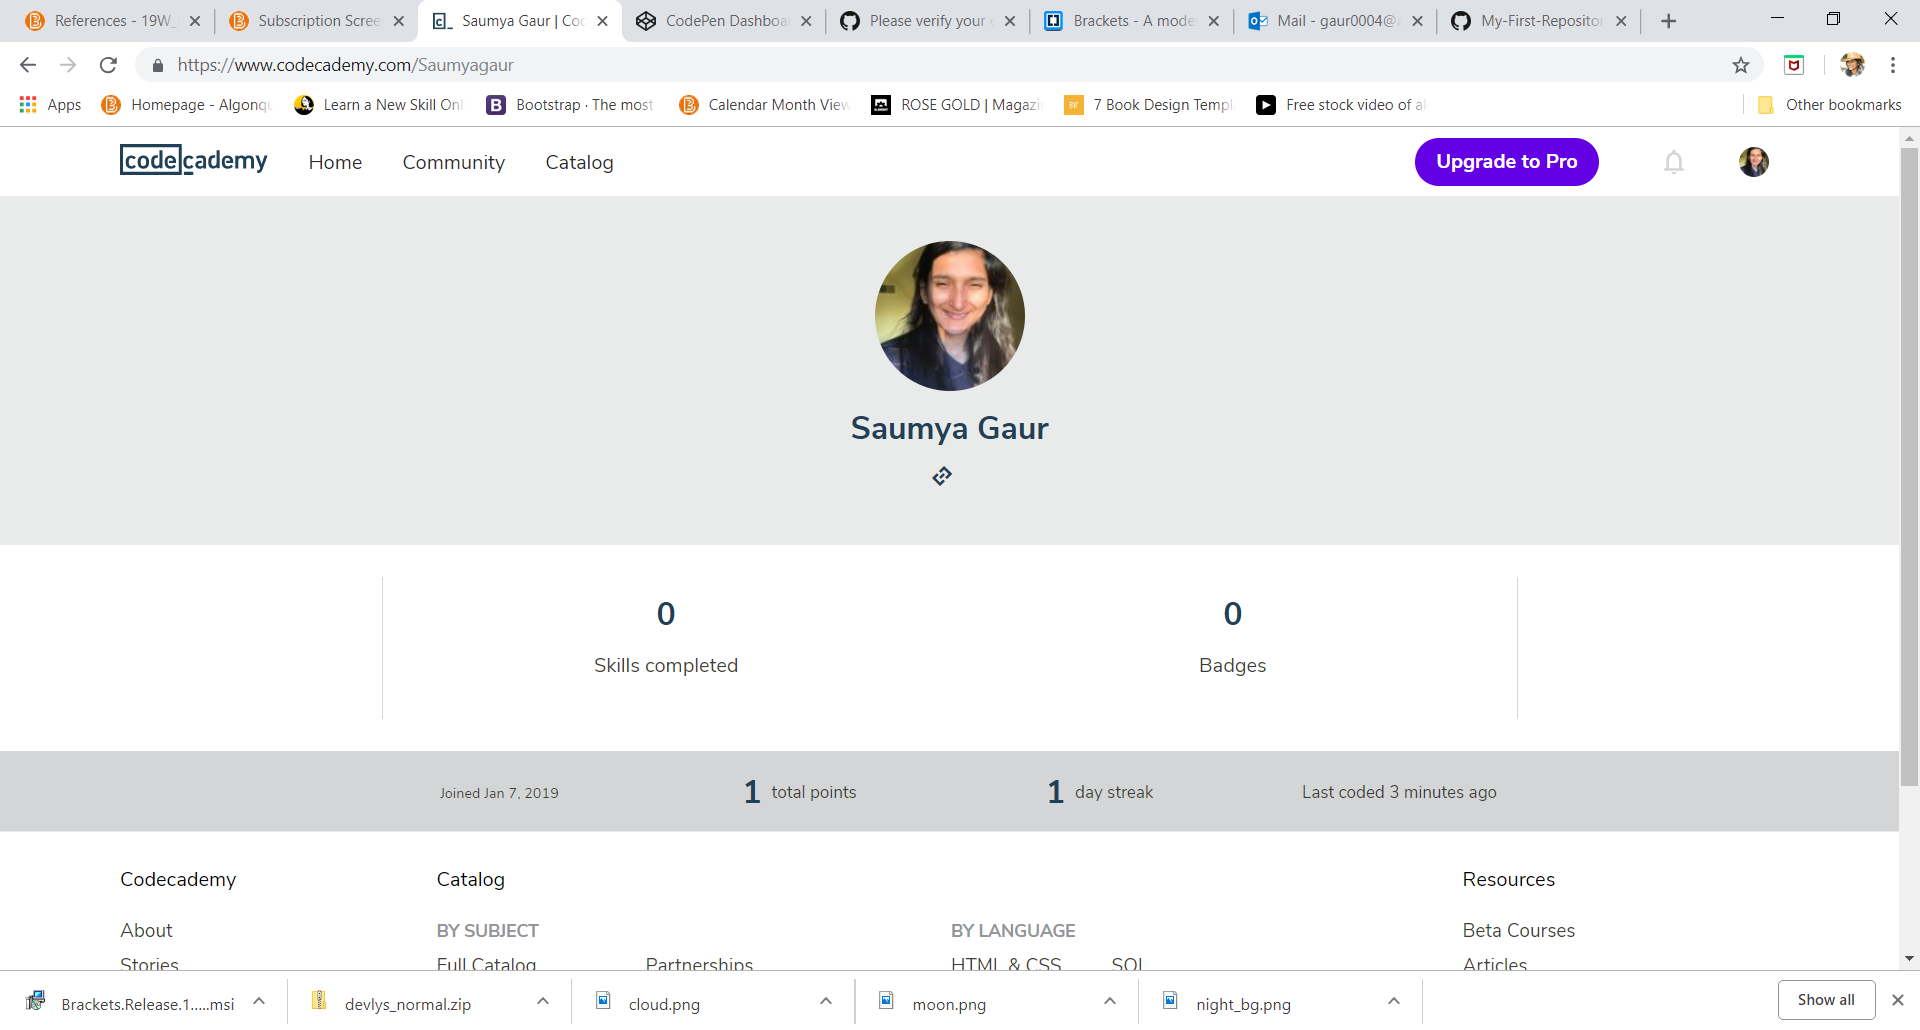 References - 19W_
Subscription Scree
Saumya Gaur | Coc
CodePen Dashboa
Please verify your
Brackets - A mode
Mail - gaur0004@
My-First-Repositor
https://www.codecademy.com/Saumyagaur
Apps
Homepage - Algonqu
Learn a New Skill Onl
Bootstrap · The most
Calendar Month View
ROSE GOLD | Magazi
7 Book Design Templ
Free stock video of al
Other bookmarks
codecademy
Home
Community
Catalog
Upgrade to Pro
Saumya Gaur
0
Skills completed
0
Badges
Joined Jan 7, 2019
1 total points
1 day streak
Last coded 3 minutes ago
Codecademy
Catalog
Resources
About
BY SUBJECT
BY LANGUAGE
Beta Courses
Stories
Full Catalog
Partnerships
HTML & CSS
SQL
Articles
Brackets.Release.1.....msi
devlys_normal.zip
cloud.png
moon.png
night_bg.png
Show all